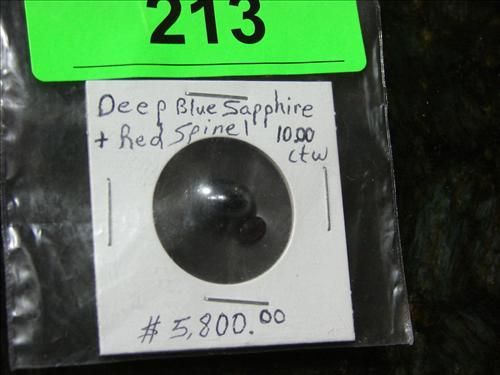 213
Deep Blue Sapphire
+ Red Spinel 10.00
ctw
# 5,800.00